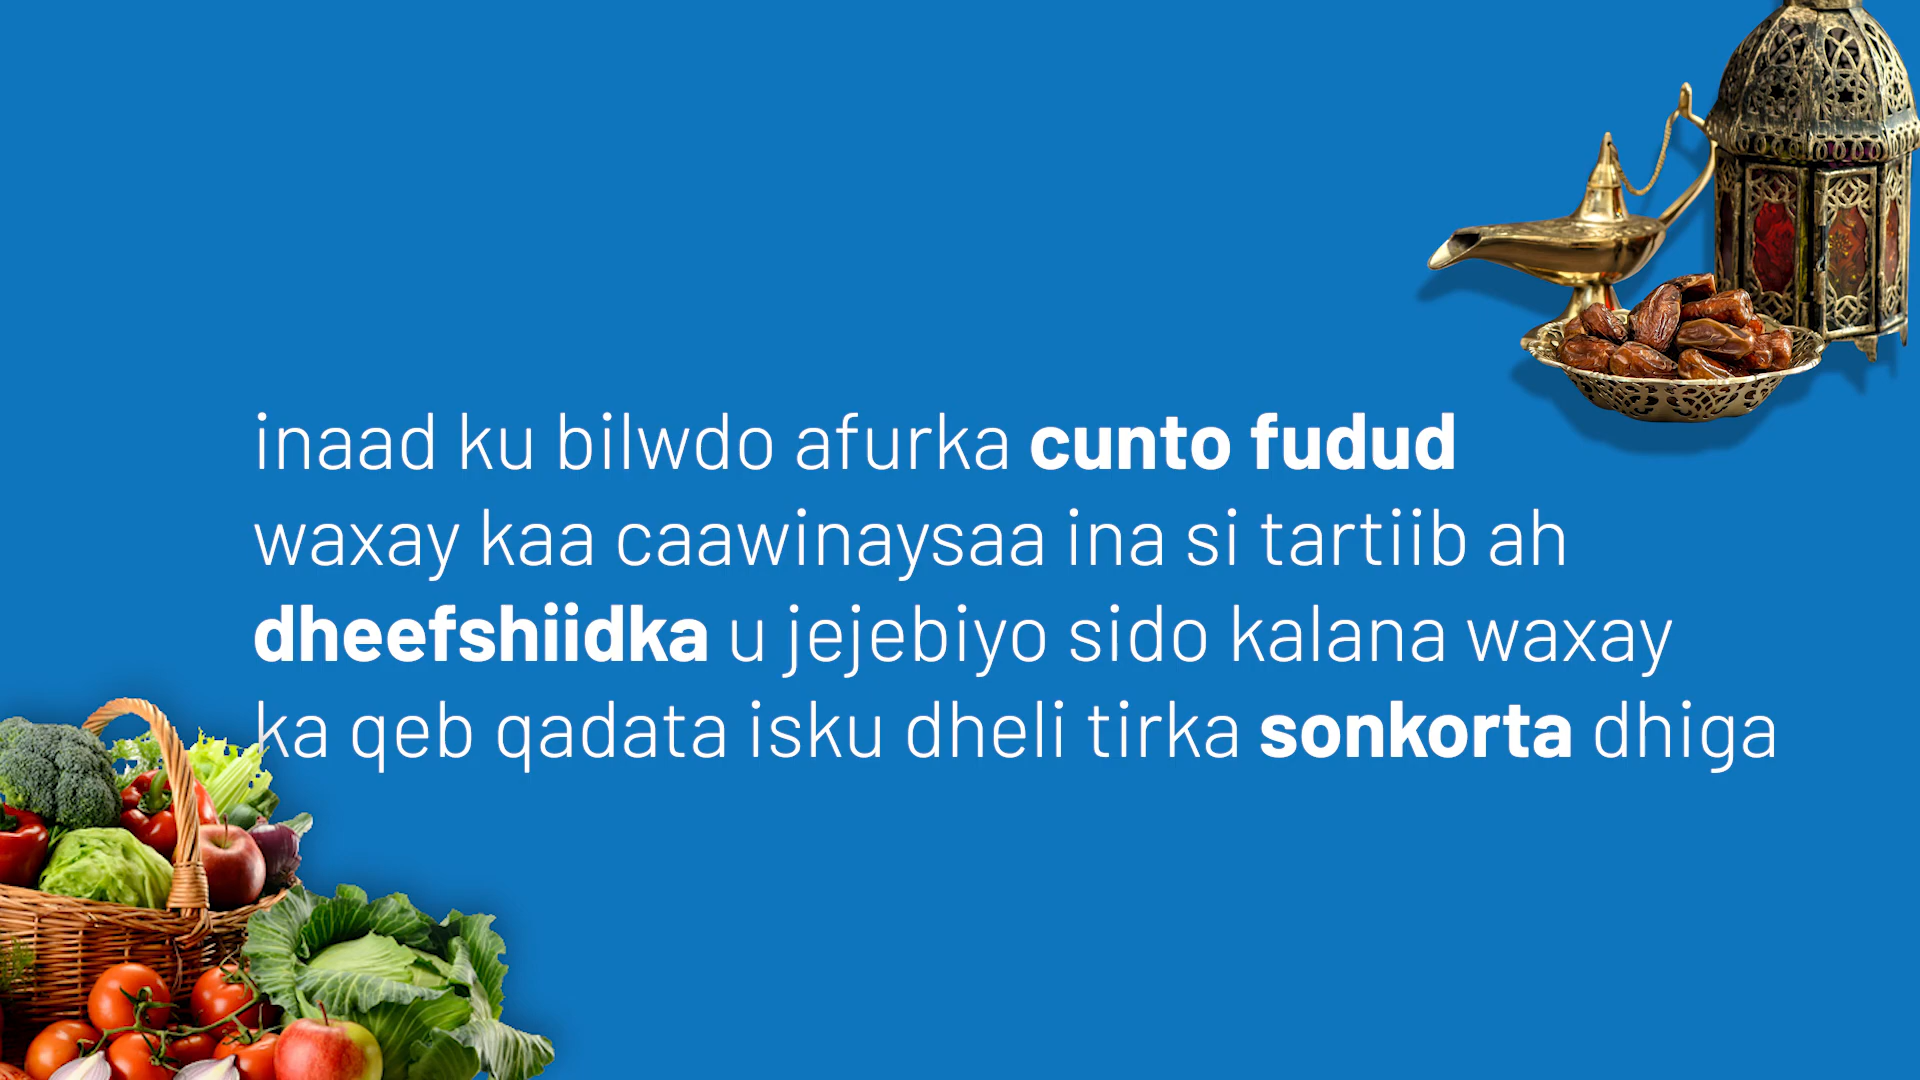 inaad ku bilwdo afurka cunto fudud
waxay kaa caawinaysaa ina si tartiib ah
dheefshiidka u jejebiyo sido kalana waxay
ka qeb qadata isku dheli tirka sonkorta dhiga